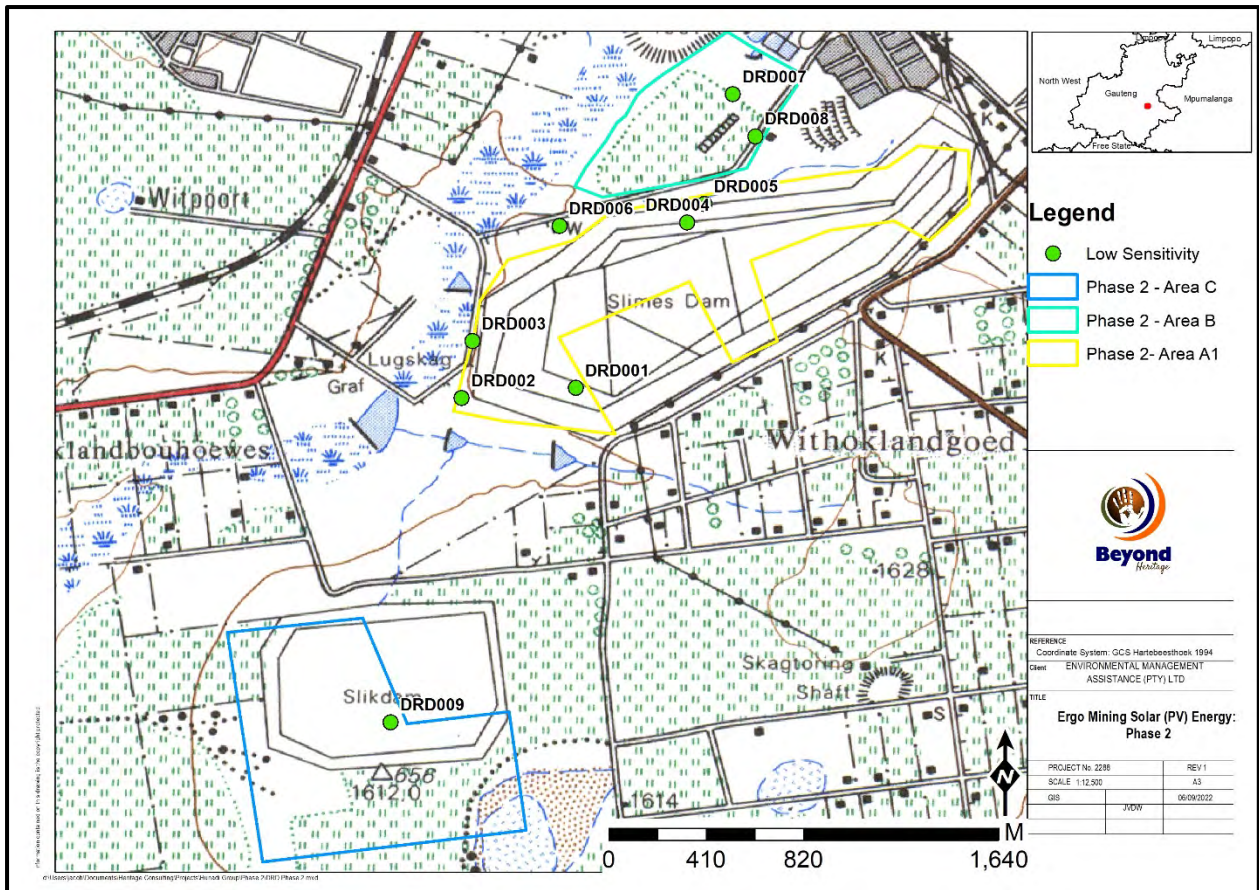 Limpopo
North West
Gauteng
Mpumalanga
Free State
DRD007
DRD008
DRD005
DRD006
DRD004
W
K
Witpoort
Slimes Dam
DRD003
Lugskag
Graf
DRD002
DRD001
K
klandbouhoewes
Withoklandgoed
1628
Skagtoring
Shaft
S
Slikdam
DRD009
656
1612.0
1614
Legend
Low Sensitivity
Phase 2 - Area C
Phase 2 - Area B
Phase 2- Area A1
Beyond
Heritage
REFERENCE
Coordinate System: GCS Hartebeesthoek 1994
Client ENVIRONMENTAL MANAGEMENT
ASSISTANCE (PTY) LTD
TITLE
Ergo Mining Solar (PV) Energy:
Phase 2
PROJECT No. 2288 REV 1
SCALE 1:12,500 A3
GIS JVDW 06/09/2022
N
M
0 410 820 1,640